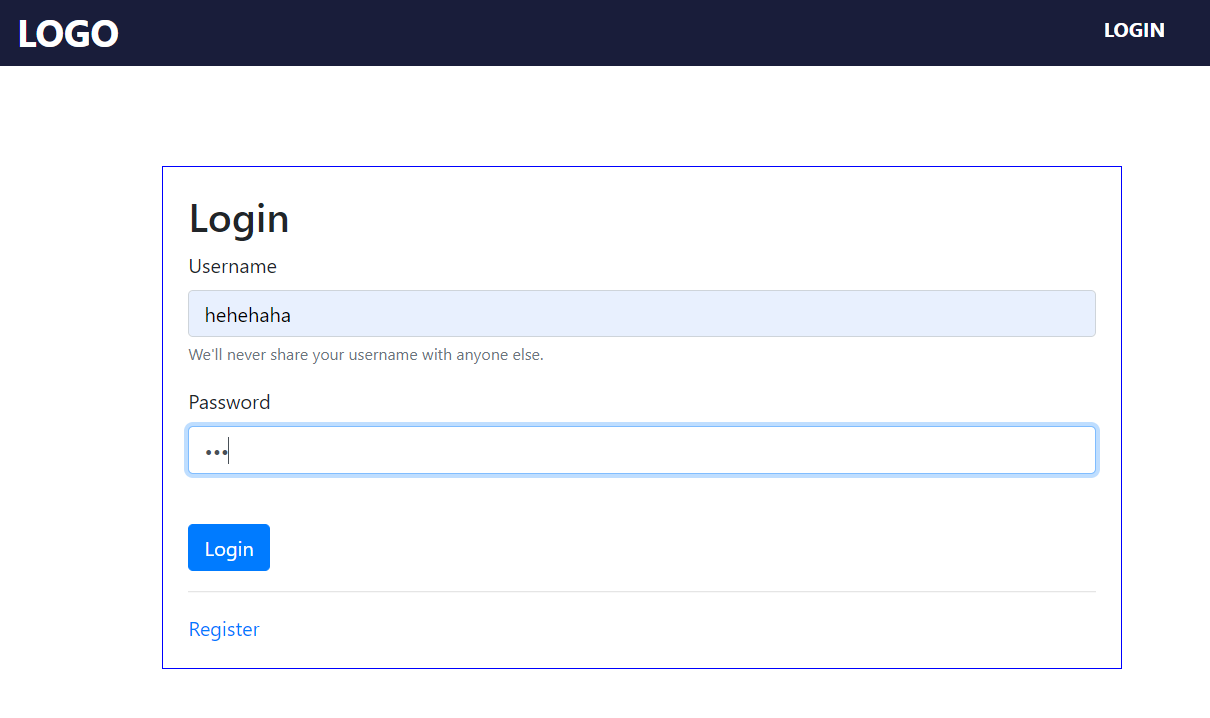 LOGO
LOGIN
Login
Username
hehehaha
We'll never share your username with anyone else.
Password
•••
Login
Register